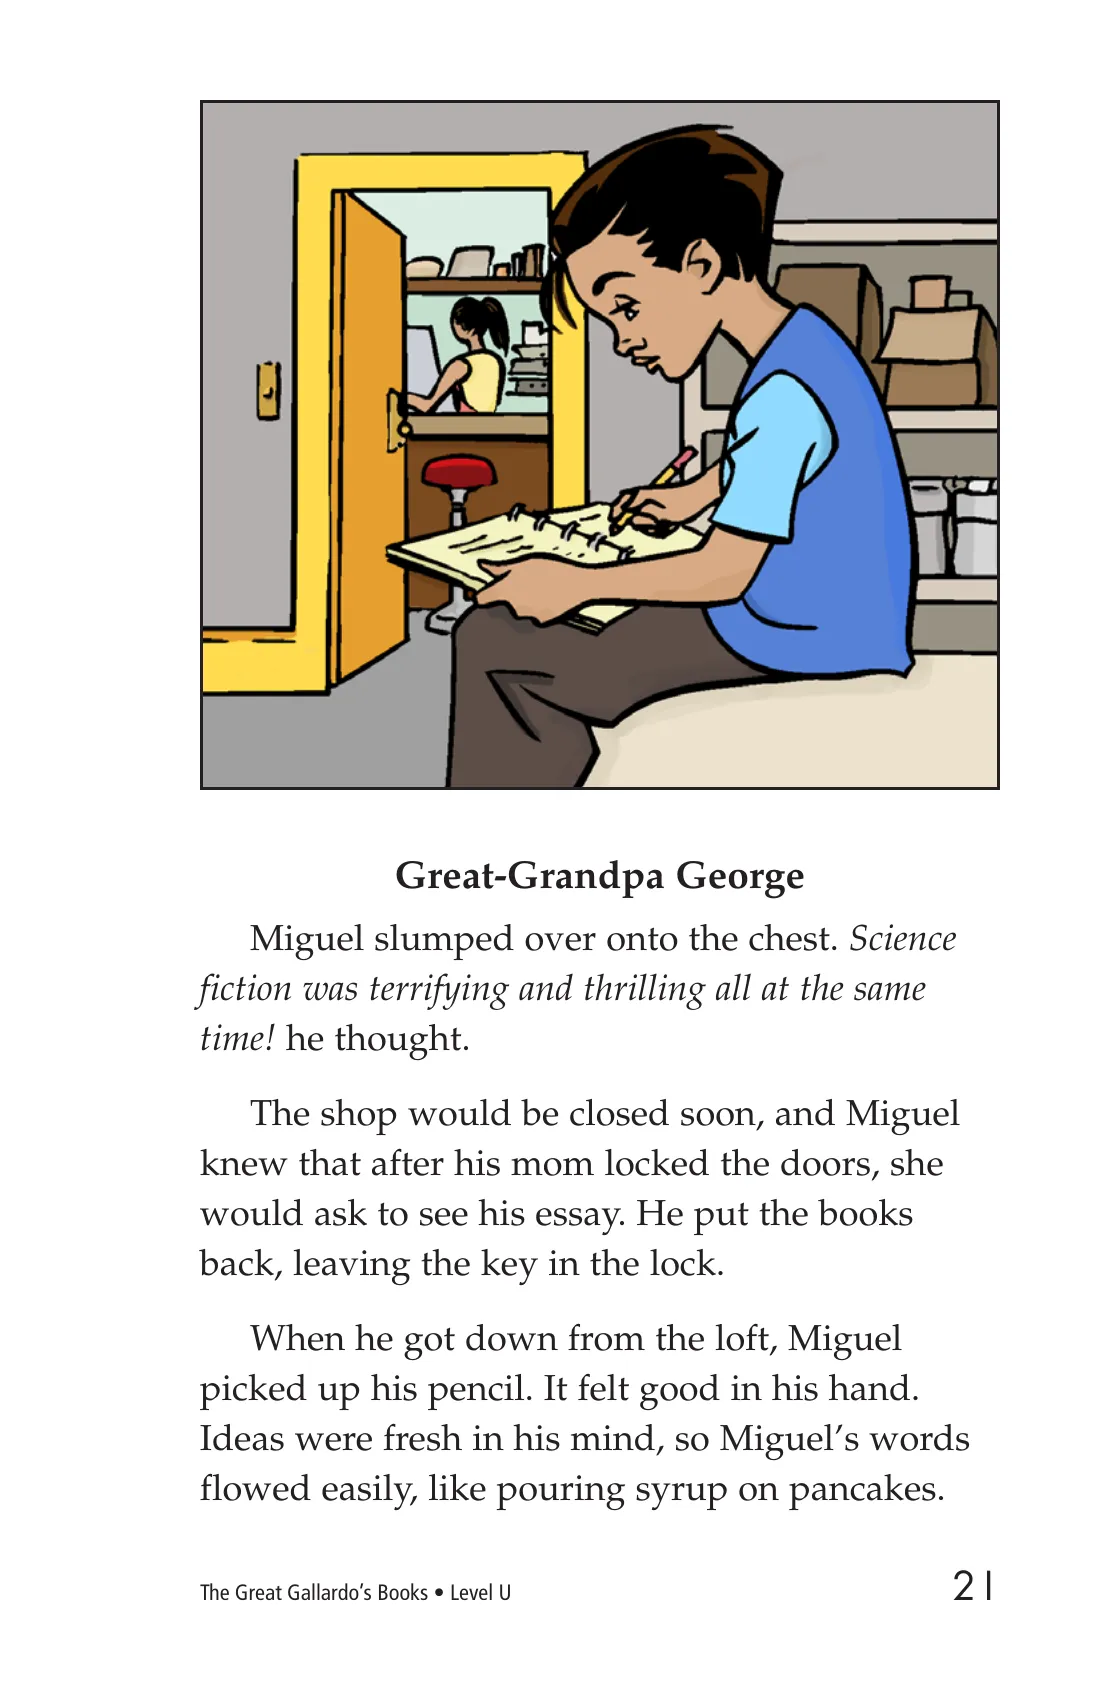 Great-Grandpa George
Miguel slumped over onto the chest. Science
fiction was terrifying and thrilling all at the same
time! he thought.
The shop would be closed soon, and Miguel
knew that after his mom locked the doors, she
would ask to see his essay. He put the books
back, leaving the key in the lock.
When he got down from the loft, Miguel
picked up his pencil. It felt good in his hand.
Ideas were fresh in his mind, so Miguel’s words
flowed easily, like pouring syrup on pancakes.
The Great Gallardo’s Books • Level U
21